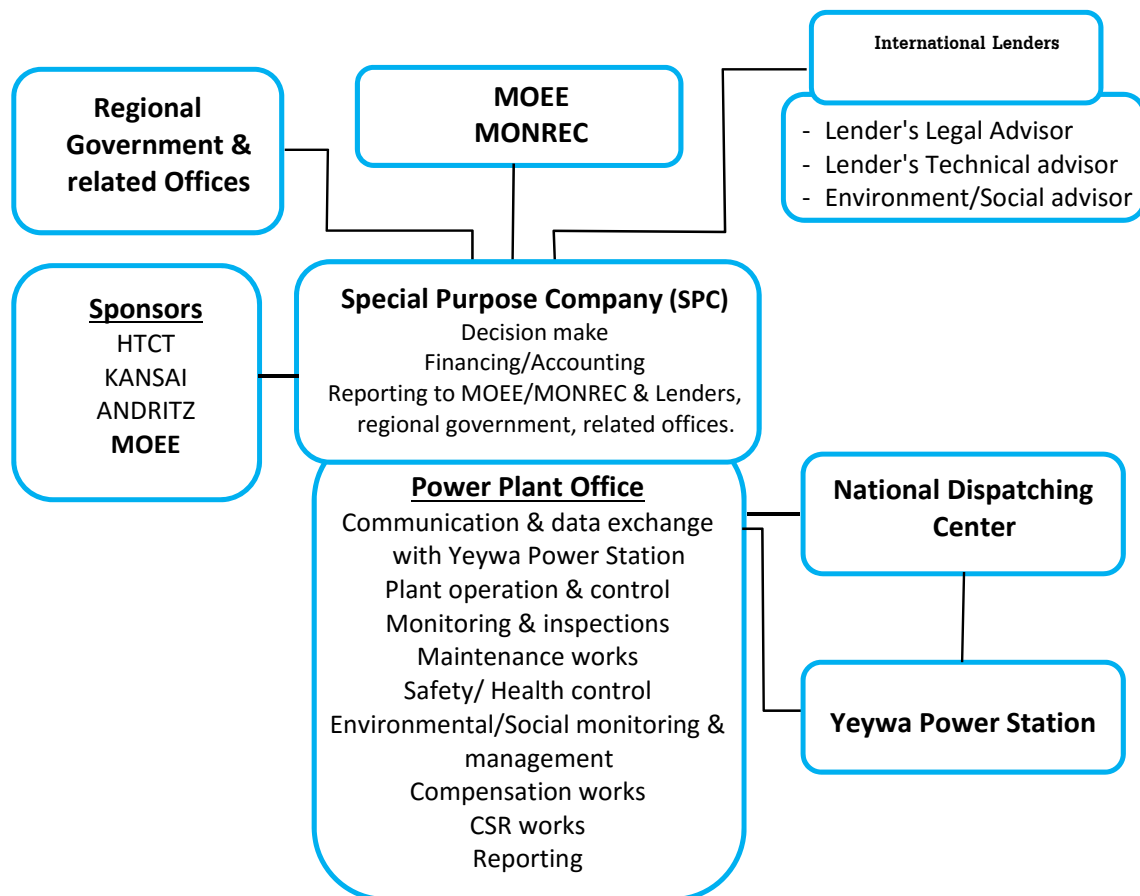 International Lenders
Regional
Government &
related Offices
MOEE
MONREC
- Lender's Legal Advisor
- Lender's Technical advisor
- Environment/Social advisor
Sponsors
HTCT
KANSAI
ANDRITZ
MOEE
Special Purpose Company (SPC)
Decision make
Financing/Accounting
Reporting to MOEE/MONREC & Lenders,
regional government, related offices.
Power Plant Office
Communication & data exchange
with Yeywa Power Station
Plant operation & control
Monitoring & inspections
Maintenance works
Safety/ Health control
Environmental/Social monitoring &
management
Compensation works
CSR works
Reporting
National Dispatching
Center
Yeywa Power Station